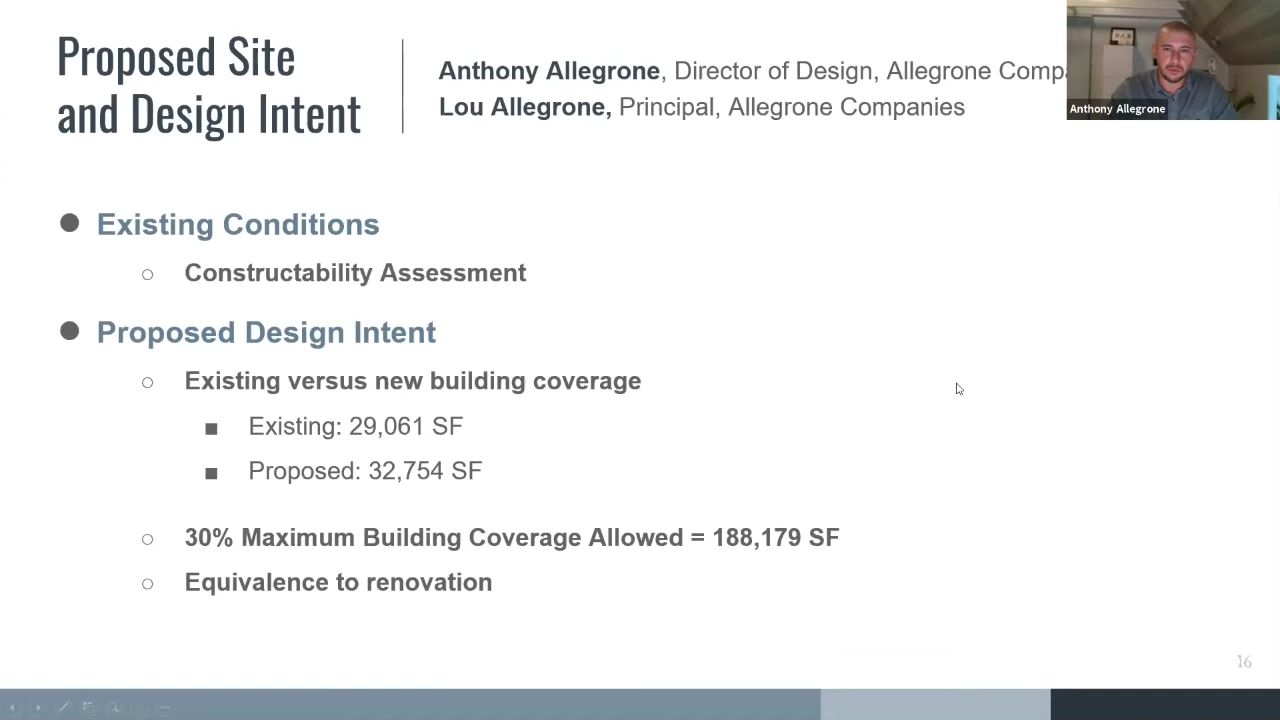 Proposed Site
and Design Intent
Anthony Allegrone, Director of Design, Allegrone Compa
Lou Allegrone, Principal, Allegrone Companies
Anthony Allegrone
● Existing Conditions
○ Constructability Assessment
● Proposed Design Intent
○ Existing versus new building coverage
■ Existing: 29,061 SF
■ Proposed: 32,754 SF
○ 30% Maximum Building Coverage Allowed = 188,179 SF
○ Equivalence to renovation
16